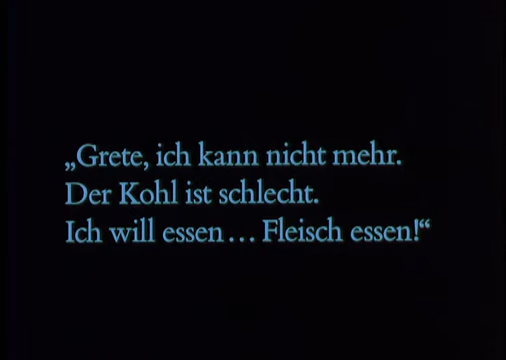 „Grete, ich kann nicht mehr.
Der Kohl ist schlecht.
Ich will essen... Fleisch essen!“